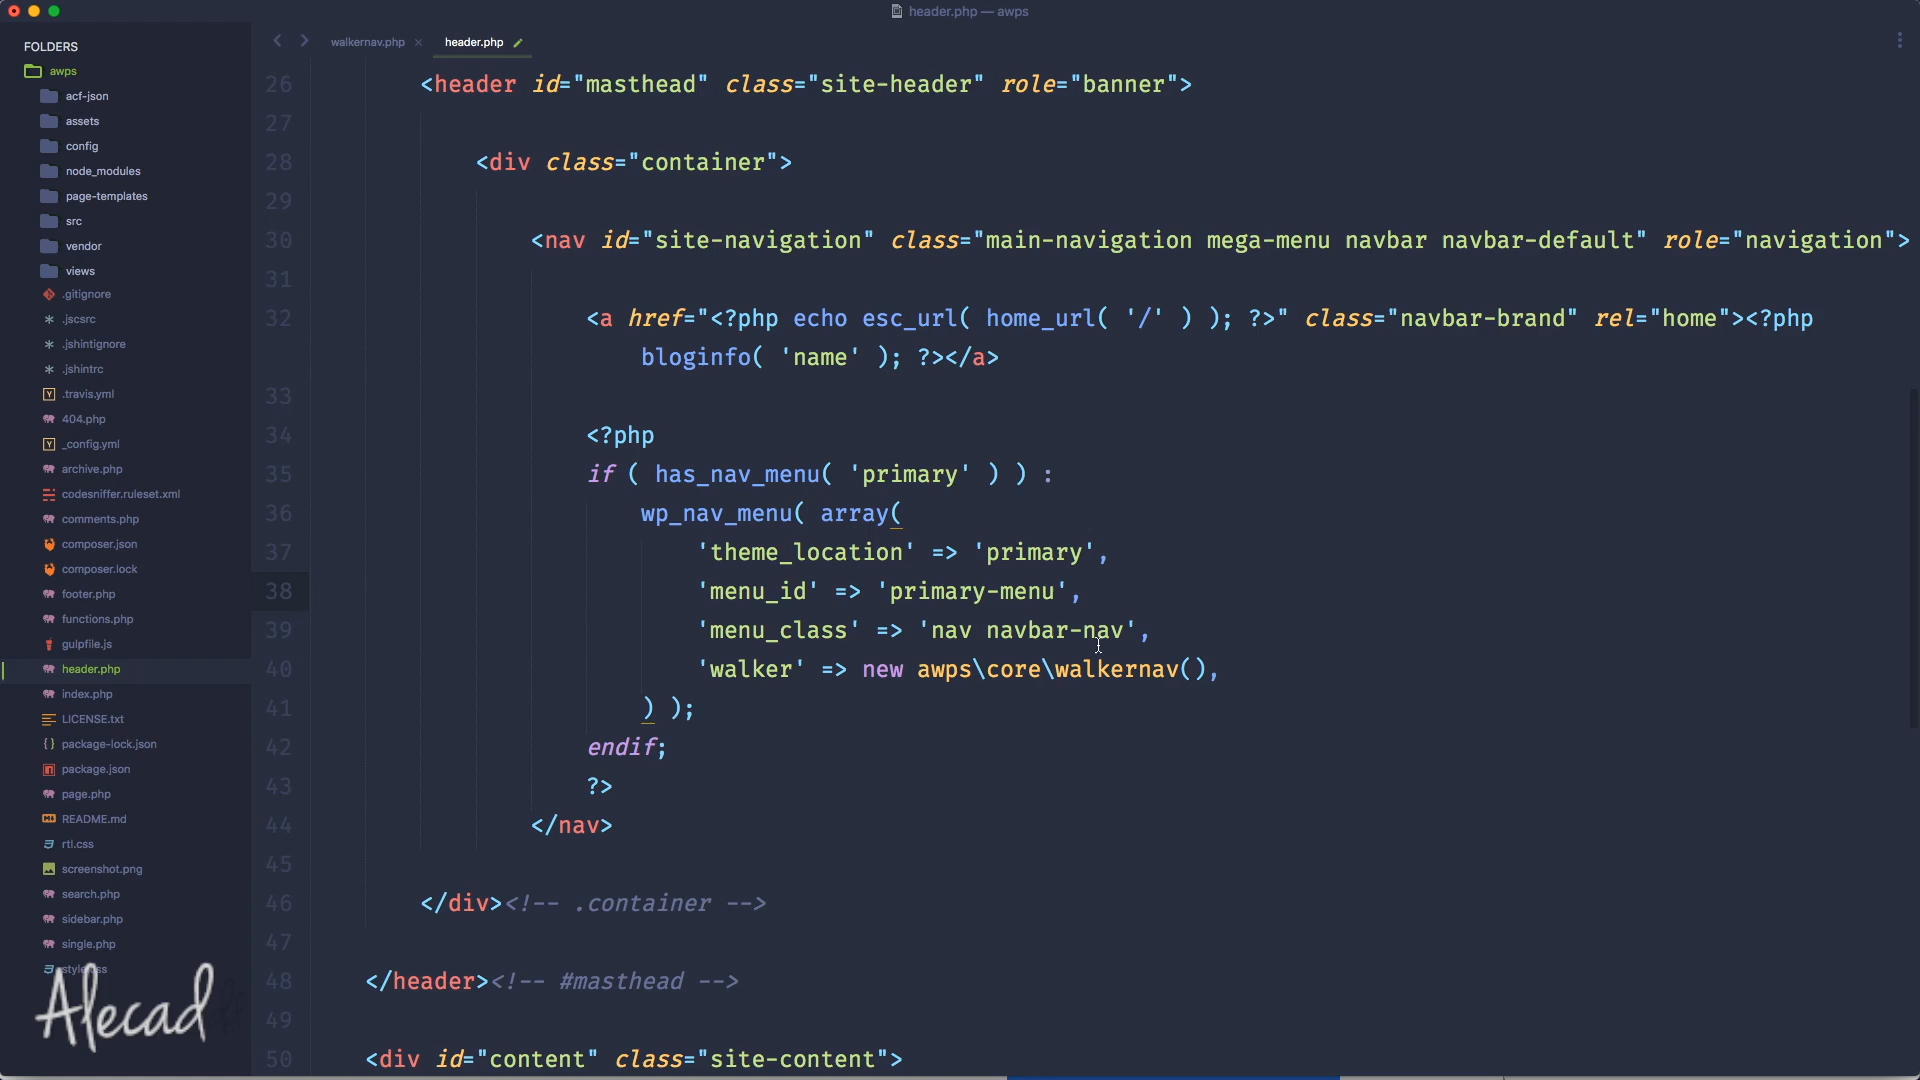 header.php — awps
FOLDERS
awps
acf-json
assets
config
node_modules
page-templates
src
vendor
views
.gitignore
.jscsrc
.jshintignore
.jshintrc
.travis.yml
404.php
_config.yml
archive.php
codesniffer.ruleset.xml
comments.php
composer.json
composer.lock
footer.php
functions.php
gulpfile.js
header.php
index.php
LICENSE.txt
package-lock.json
package.json
page.php
README.md
rtl.css
screenshot.png
search.php
sidebar.php
single.php
style.css
Alecad
walkernav.php × header.php
26 <header id="masthead" class="site-header" role="banner">
27
28 <div class="container">
29
30 <nav id="site-navigation" class="main-navigation mega-menu navbar navbar-default" role="navigation">
31
32 <a href="<?php echo esc_url( home_url( '/' ) ); ?>" class="navbar-brand" rel="home"><?php
bloginfo( 'name' ); ?></a>
33
34 <?php
35 if ( has_nav_menu( 'primary' ) ) :
36 wp_nav_menu( array(
37 'theme_location' => 'primary',
38 'menu_id' => 'primary-menu',
39 'menu_class' => 'nav navbar-nav',
40 'walker' => new awps\core\walkernav(),
41 ) );
42 endif;
43 ?>
44 </nav>
45
46 </div><!-- .container -->
47
48 </header><!-- #masthead -->
49
50 <div id="content" class="site-content">